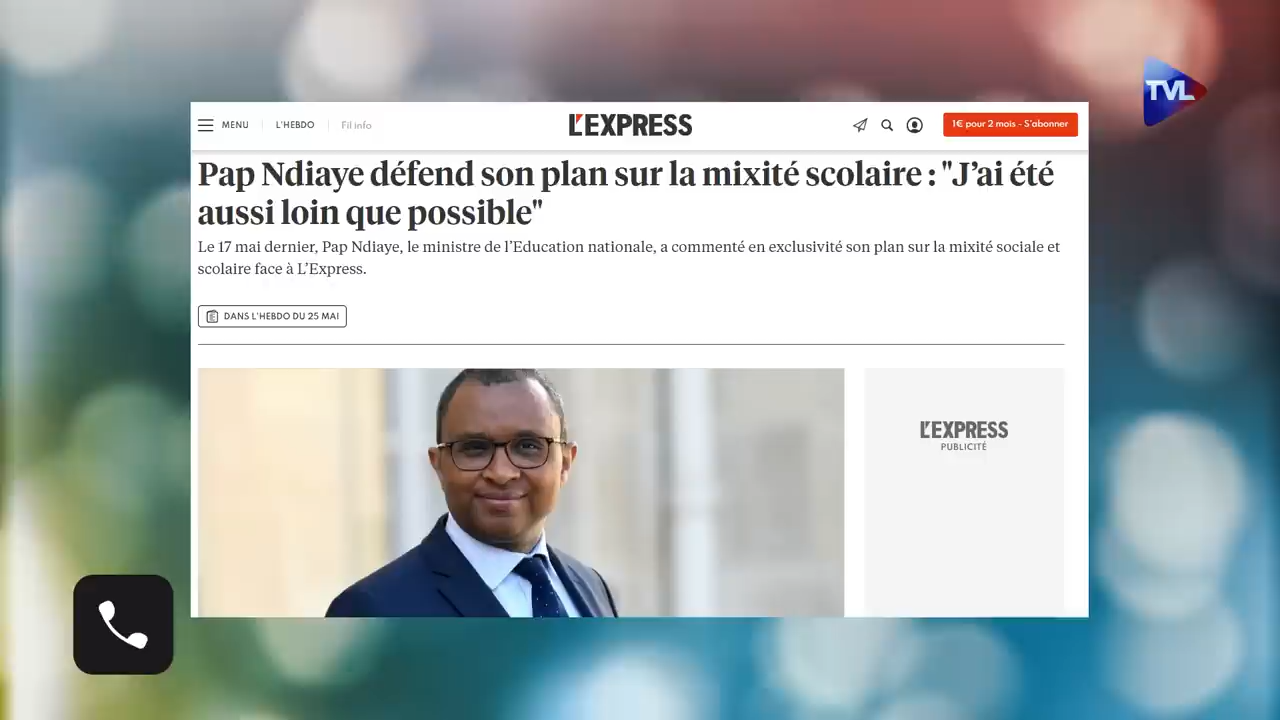 TVL
MENU
L'HEBDO
Fil info
L'EXPRESS
1€ pour 2 mois - S'abonner
Pap Ndiaye défend son plan sur la mixité scolaire : "J’ai été
aussi loin que possible"
Le 17 mai dernier, Pap Ndiaye, le ministre de l’Education nationale, a commenté en exclusivité son plan sur la mixité sociale et
scolaire face à L’Express.
DANS L'HEBDO DU 25 MAI
L'EXPRESS
PUBLICITÉ